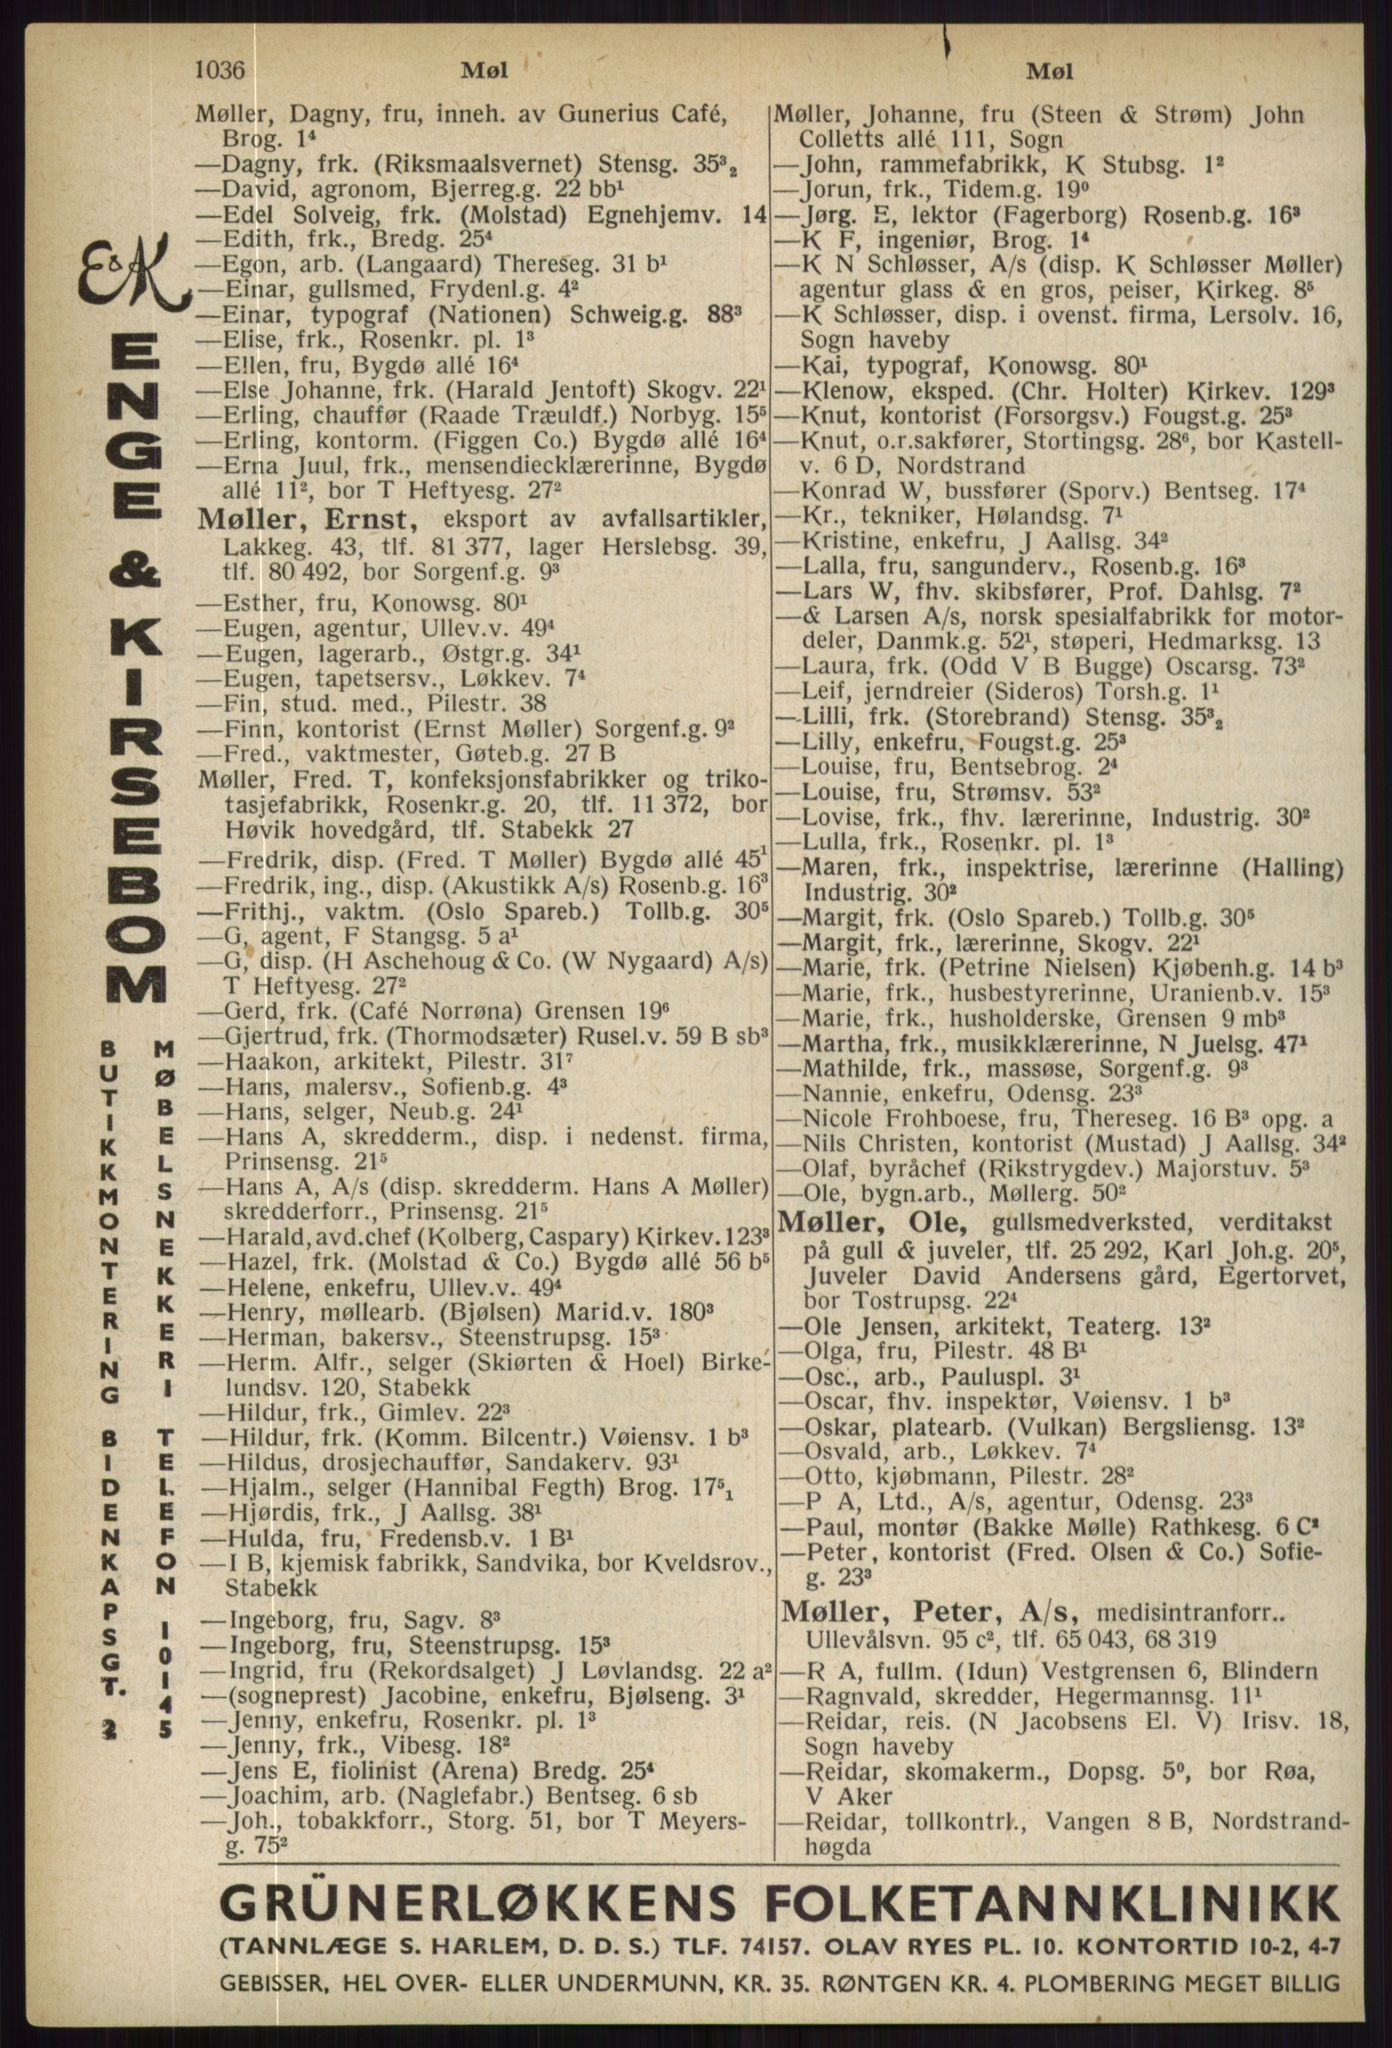 1036
Møl
Møl
Møller, Dagny, fru, inneh. av Gunerius Café,
Brog. 1⁴
—Dagny, frk. (Riksmaalsvernet) Stensg. 35³₂
—David, agronom, Bjerreg.g. 22 bb¹
—Edel Solveig, frk. (Molstad) Egnehjemv. 14
—Edith, frk., Bredg. 25⁴
—Egon, arb. (Langaard) Thereseg. 31 b¹
—Einar, gullsmed, Frydenl.g. 4²
—Einar, typograf (Nationen) Schweig.g. 88³
—Elise, frk., Rosenkr. pl. 1³
—Ellen, fru, Bygdø allé 16⁴
—Else Johanne, frk. (Harald Jentoft) Skogv. 22¹
—Erling, chauffør (Raade Træuldf.) Norbyg. 15⁵
—Erling, kontorm. (Figgen Co.) Bygdø allé 16⁴
—Erna Juul, frk., mensendiecklærerinne, Bygdø
allé 11², bor T Heftyesg. 27²
Møller, Ernst, eksport av avfallsartikler,
Lakkeg. 43, tlf. 81 377, lager Herslebsg. 39,
tlf. 80 492, bor Sorgenf.g. 9³
—Esther, fru, Konowsg. 80¹
—Eugen, agentur, Ullev.v. 49⁴
—Eugen, lagerarb., Østgr.g. 34¹
—Eugen, tapetsersv., Løkkev. 7⁴
—Fin, stud. med., Pilestr. 38
—Finn, kontorist (Ernst Møller) Sorgenf.g. 9²
—Fred., vaktmester, Gøteb.g. 27 B
Møller, Fred. T, konfeksjonsfabrikker og triko-
tasjefabrikk, Rosenkr.g. 20, tlf. 11 372, bor
Høvik hovedgård, tlf. Stabekk 27
—Fredrik, disp. (Fred. T Møller) Bygdø allé 45¹
—Fredrik, ing., disp. (Akustikk A/s) Rosenb.g. 16³
—Frithj., vaktm. (Oslo Spareb.) Tollb.g. 30⁵
—G, agent, F Stangsg. 5 a¹
—G, disp. (H Aschehoug & Co. (W Nygaard) A/s)
T Heftyesg. 27²
—Gerd, frk. (Café Norrøna) Grensen 19⁶
—Gjertrud, frk. (Thormodsæter) Rusel.v. 59 B sb³
—Haakon, arkitekt, Pilestr. 31⁷
—Hans, malersv., Sofienb.g. 4³
—Hans, selger, Neub.g. 24¹
—Hans A, skredderm., disp. i nedenst. firma,
Prinsensg. 21⁵
—Hans A, A/s (disp. skredderm. Hans A Møller)
skredderforr., Prinsensg. 21⁵
—Harald, avd.chef (Kolberg, Caspary) Kirkev. 123³
—Hazel, frk. (Molstad & Co.) Bygdø allé 56 b⁵
—Helene, enkefru, Ullev.v. 49⁴
—Henry, møllearb. (Bjølsen) Marid.v. 180³
—Herman, bakersv., Steenstrupsg. 15³
—Herm. Alfr., selger (Skiørten & Hoel) Birke-
lundsv. 120, Stabekk
—Hildur, frk., Gimlev. 22³
—Hildur, frk. (Komm. Bilcentr.) Vøiensv. 1 b³
—Hildus, drosjechauffør, Sandakerv. 93¹
—Hjalm., selger (Hannibal Fegth) Brog. 17⁵₁
—Hjørdis, frk., J Aallsg. 38¹
—Hulda, fru, Fredensb.v. 1 B¹
—I B, kjemisk fabrikk, Sandvika, bor Kveldsrov.,
Stabekk
—Ingeborg, fru, Sagv. 8³
—Ingeborg, fru, Steenstrupsg. 15³
—Ingrid, fru (Rekordsalget) J Løvlandsg. 22 a²
—(sogneprest) Jacobine, enkefru, Bjølseng. 3¹
—Jenny, enkefru, Rosenkr. pl. 1³
—Jenny, frk., Vibesg. 18²
—Jens E, fiolinist (Arena) Bredg. 25⁴
—Joachim, arb. (Naglefabr.) Bentseg. 6 sb
—Joh., tobakkforr., Storg. 51, bor T Meyers-
g. 75²
Møller, Johanne, fru (Steen & Strøm) John
Colletts allé 111, Sogn
—John, rammefabrikk, K Stubsg. 1²
—Jorun, frk., Tidem.g. 19⁰
—Jørg. E, lektor (Fagerborg) Rosenb.g. 16³
—K F, ingeniør, Brog. 1⁴
—K N Schløsser, A/s (disp. K Schløsser Møller)
agentur glass & en gros, peiser, Kirkeg. 8⁵
—K Schløsser, disp. i ovenst. firma, Lersolv. 16,
Sogn haveby
—Kai, typograf, Konowsg. 80¹
—Klenow, eksped. (Chr. Holter) Kirkev. 129³
—Knut, kontorist (Forsorgsv.) Fougst.g. 25³
—Knut, o.r.sakfører, Stortingsg. 28⁶, bor Kastell-
v. 6 D, Nordstrand
—Konrad W, bussfører (Sporv.) Bentseg. 17⁴
—Kr., tekniker, Hølandsg. 7¹
—Kristine, enkefru, J Aallsg. 34²
—Lalla, fru, sangunderv., Rosenb.g. 16³
—Lars W, fhv. skibsfører, Prof. Dahlsg. 7²
—& Larsen A/s, norsk spesialfabrikk for motor-
deler, Danmk.g. 52¹, støperi, Hedmarksg. 13
—Laura, frk. (Odd V B Bugge) Oscarsg. 73²
—Leif, jerndreier (Sideros) Torsh.g. 1¹
—Lilli, frk. (Storebrand) Stensg. 35³₂
—Lilly, enkefru, Fougst.g. 25³
—Louise, fru, Bentsebrog. 2⁴
—Louise, fru, Strømsv. 53²
—Lovise, frk., fhv. lærerinne, Industrig. 30²
—Lulla, frk., Rosenkr. pl. 1³
—Maren, frk., inspektrise, lærerinne (Halling)
Industrig. 30²
—Margit, frk. (Oslo Spareb.) Tollb.g. 30⁵
—Margit, frk., lærerinne, Skogv. 22¹
—Marie, frk. (Petrine Nielsen) Kjøbenh.g. 14 b³
—Marie, frk., husbestyrerinne, Uranienb.v. 15³
—Marie, frk., husholderske, Grensen 9 mb³
—Martha, frk., musikklærerinne, N Juelsg. 47¹
—Mathilde, frk., massøse, Sorgenf.g. 9³
—Nannie, enkefru, Odensg. 23³
—Nicole Frohboese, fru, Thereseg. 16 B³ opg. a
—Nils Christen, kontorist (Mustad) J Aallsg. 34²
—Olaf, byråchef (Rikstrygdev.) Majorstuv. 5³
—Ole, bygn.arb., Møllerg. 50²
Møller, Ole, gullsmedverksted, verditakst
på gull & juveler, tlf. 25 292, Karl Joh.g. 20⁵,
Juveler David Andersens gård, Egertorvet,
bor Tostrupsg. 22⁴
—Ole Jensen, arkitekt, Teaterg. 13²
—Olga, fru, Pilestr. 48 B¹
—Osc., arb., Pauluspl. 3¹
—Oscar, fhv. inspektør, Vøiensv. 1 b³
—Oskar, platearb. (Vulkan) Bergsliensg. 13²
—Osvald, arb., Løkkev. 7⁴
—Otto, kjøbmann, Pilestr. 28²
—P A, Ltd., A/s, agentur, Odensg. 23³
—Paul, montør (Bakke Mølle) Rathkesg. 6 C²
—Peter, kontorist (Fred. Olsen & Co.) Sofie-
g. 23³
Møller, Peter, A/s, medisintranforr..
Ullevålsvn. 95 c², tlf. 65 043, 68 319
—R A, fullm. (Idun) Vestgrensen 6, Blindern
—Ragnvald, skredder, Hegermannsg. 11¹
—Reidar, reis. (N Jacobsens El. V) Irisv. 18,
Sogn haveby
—Reidar, skomakerm., Dopsg. 5⁰, bor Røa,
V Aker
—Reidar, tollkontrl., Vangen 8 B, Nordstrand-
høgda
E&K
ENGE & KIRSEBOM
MØBELSNEKKERI TELEFON 10145
BUTIKKMONTERING BIDENKAPSGT. 2
GRÜNERLØKKENS FOLKETANNKLINIKK
(TANNLÆGE S. HARLEM, D. D. S.) TLF. 74157. OLAV RYES PL. 10. KONTORTID 10-2, 4-7
GEBISSER, HEL OVER- ELLER UNDERMUNN, KR. 35. RØNTGEN KR. 4. PLOMBERING MEGET BILLIG